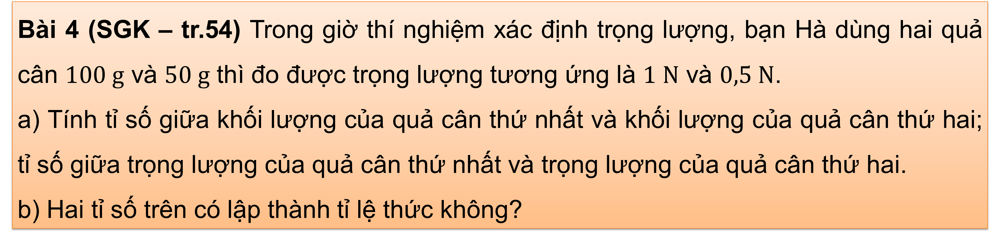 Bài 4 (SGK – tr.54) Trong giờ thí nghiệm xác định trọng lượng, bạn Hà dùng hai quả
cân 100 g và 50 g thì đo được trọng lượng tương ứng là 1 N và 0,5 N.
a) Tính tỉ số giữa khối lượng của quả cân thứ nhất và khối lượng của quả cân thứ hai;
tỉ số giữa trọng lượng của quả cân thứ nhất và trọng lượng của quả cân thứ hai.
b) Hai tỉ số trên có lập thành tỉ lệ thức không?